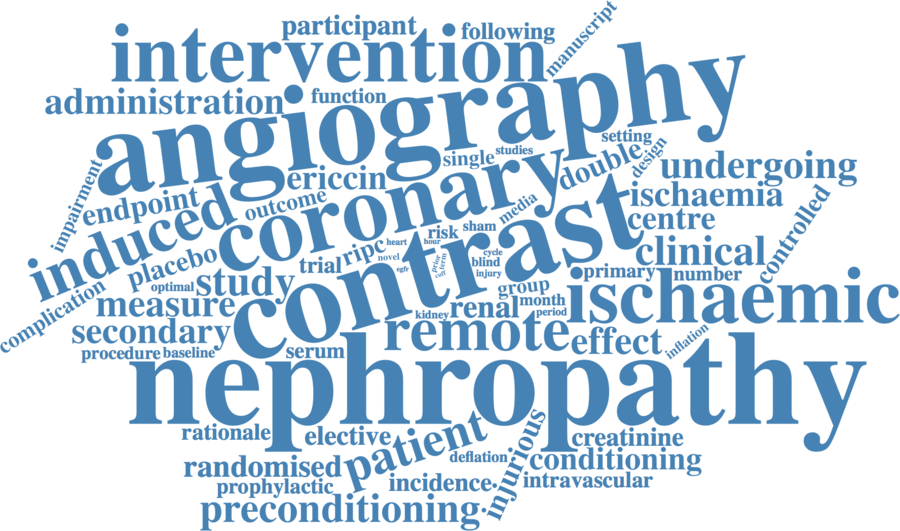 participant
following
manuscript
intervention
administration
function
angiography
setting
studies
single
design
double
undergoing
impairment
ericcin
endpoint
outcome
coronary
media
ischaemia
induced
centre
controlled
risk
sham
contrast
placebo
trial
ripc
heart
hour
novel
egfr
prior
term
cuff
cycle
blind
injury
clinical
primary
number
optimal
study
group
complication
measure
month
ischaemic
renal
kidney
period
secondary
remote
effect
inflation
procedure
baseline
serum
nephropathy
rationale
elective
patient
injurious
creatinine
deflation
randomised
conditioning
prophylactic
incidence
intravascular
preconditioning